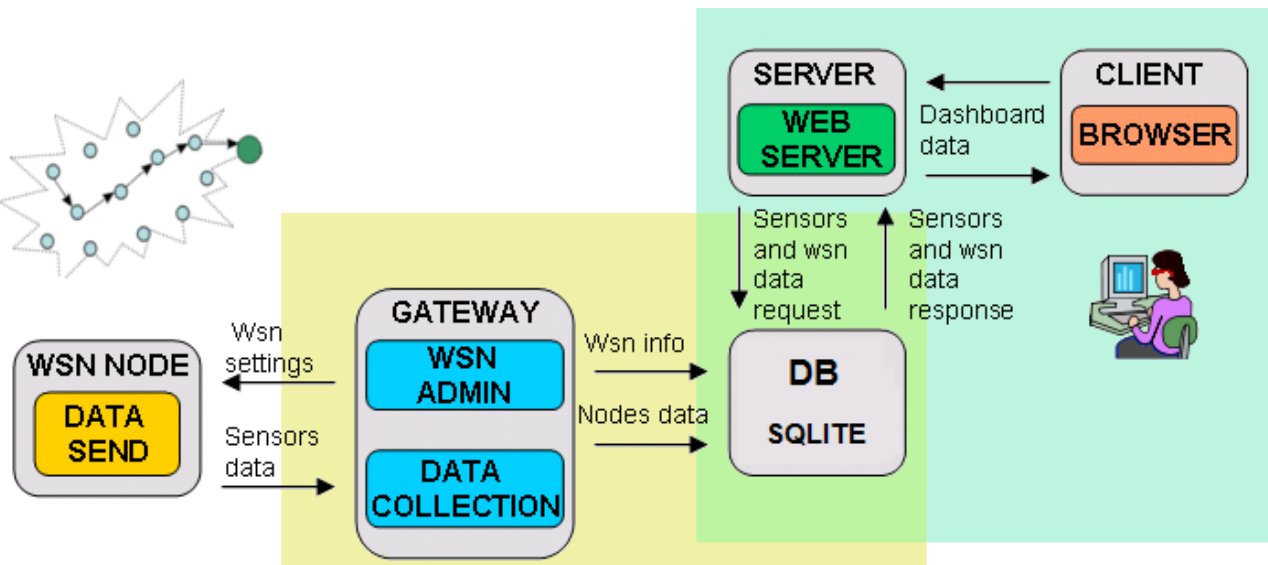 SERVER
WEB
SERVER
Dashboard
data
CLIENT
BROWSER
Sensors
and wsn
data
request
Sensors
and wsn
data
response
GATEWAY
WSN
ADMIN
DATA
COLLECTION
Wsn
settings
WSN NODE
DATA
SEND
Sensors
data
Wsn info
Nodes data
DB
SQLITE